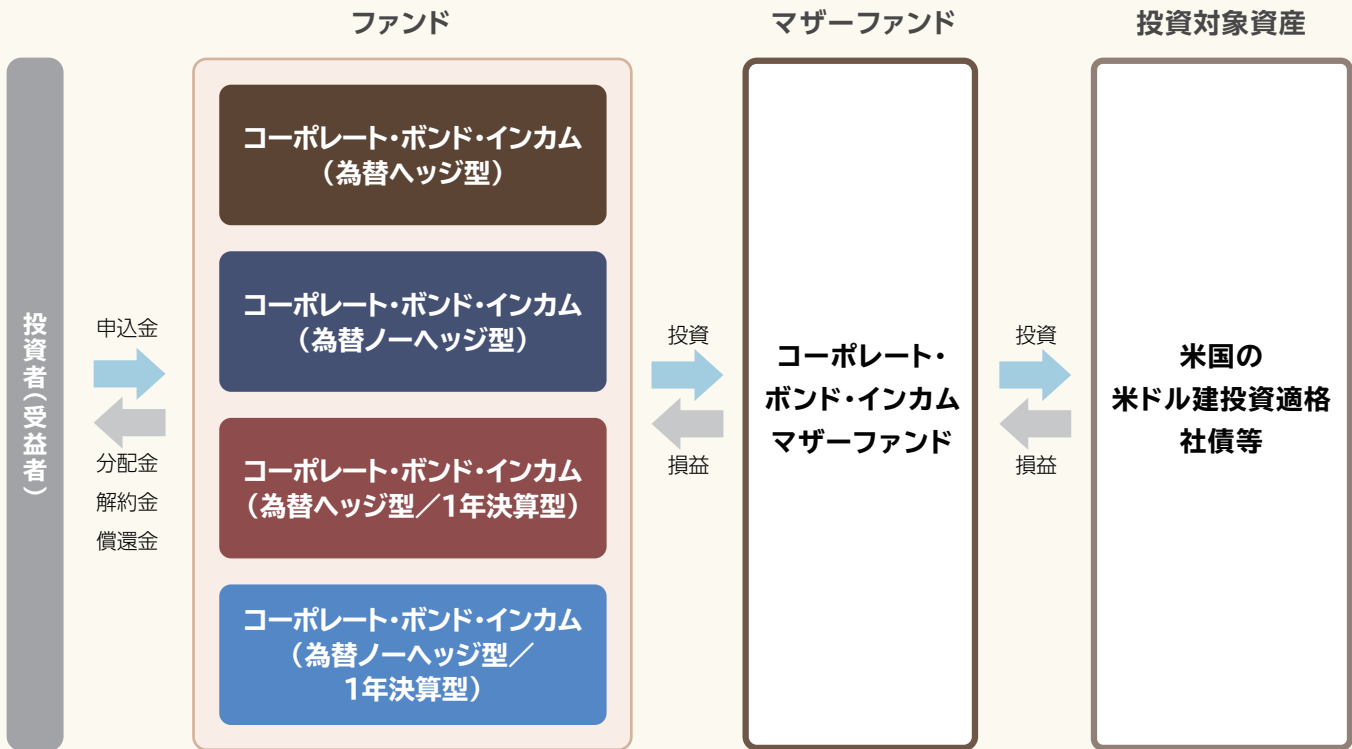 ファンド
マザーファンド
投資対象資産
投資者(受益者)
申込金
分配金
解約金
償還金
コーポレート・ボンド・インカム
(為替ヘッジ型)
コーポレート・ボンド・インカム
(為替ノーヘッジ型)
コーポレート・ボンド・インカム
(為替ヘッジ型/1年決算型)
コーポレート・ボンド・インカム
(為替ノーヘッジ型/
1年決算型)
投資
損益
コーポレート・
ボンド・インカム
マザーファンド
投資
損益
米国の
米ドル建投資適格
社債等